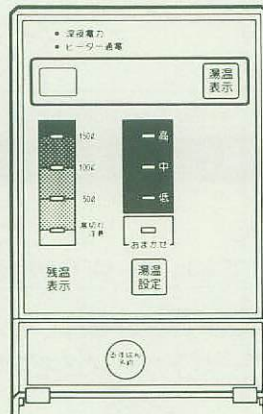 • 深夜電力
• ヒーター通電
湯温
表示
150ℓ
100ℓ
50ℓ
湯切れ
注意
高
中
低
おまかせ
残温
表示
湯温
設定